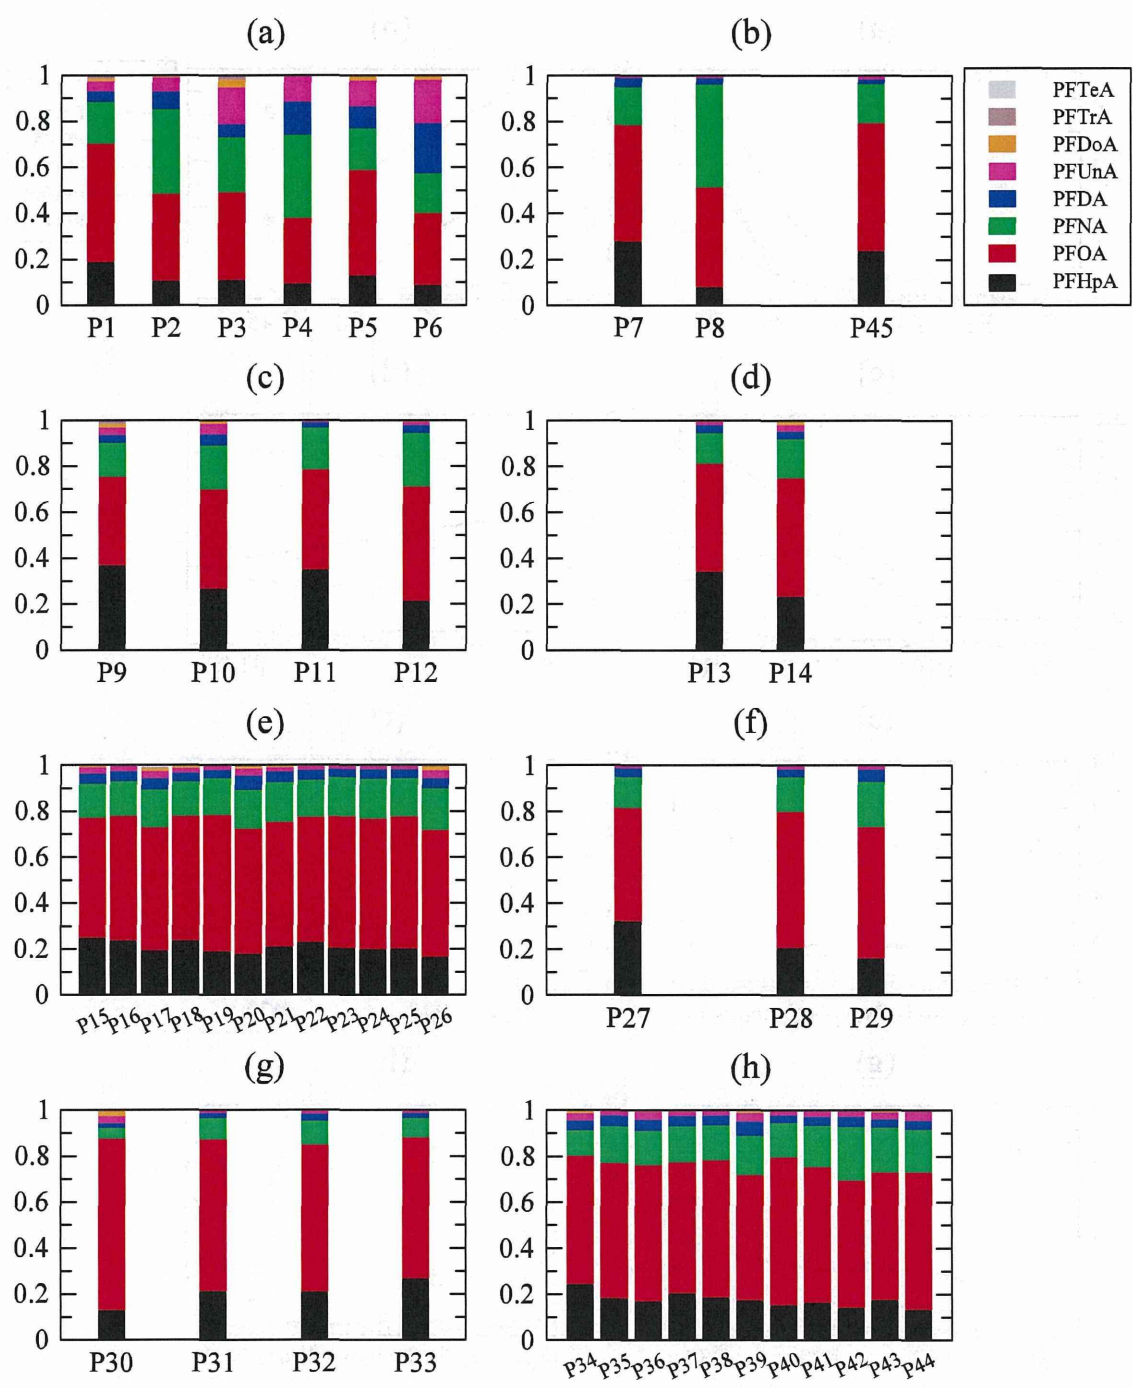 (a)
1
0.8
0.6
0.4
0.2
0
P1 P2 P3 P4 P5 P6
(b)
1
0.8
0.6
0.4
0.2
0
P7 P8 P45
PFTeA
PFTrA
PFDoA
PFUnA
PFDA
PFNA
PFOA
PFHpA
(c)
1
0.8
0.6
0.4
0.2
0
P9 P10 P11 P12
(d)
1
0.8
0.6
0.4
0.2
0
P13 P14
(e)
1
0.8
0.6
0.4
0.2
0
P15 P16 P17 P18 P19 P20 P21 P22 P23 P24 P25 P26
(f)
1
0.8
0.6
0.4
0.2
0
P27 P28 P29
(g)
1
0.8
0.6
0.4
0.2
0
P30 P31 P32 P33
(h)
1
0.8
0.6
0.4
0.2
0
P34 P35 P36 P37 P38 P39 P40 P41 P42 P43 P44